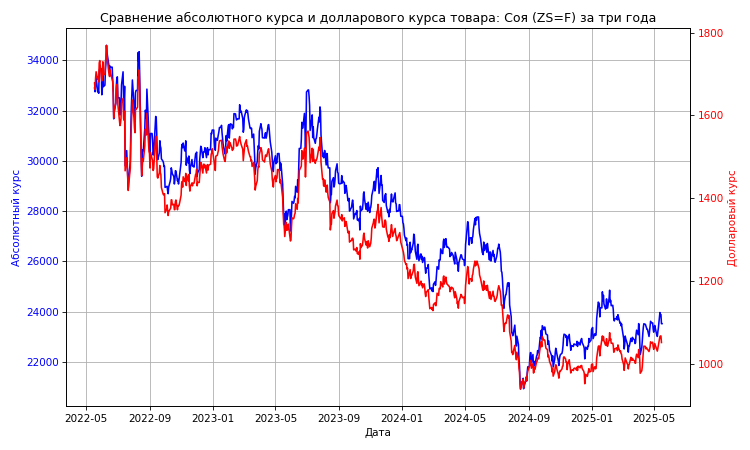 Сравнение абсолютного курса и долларового курса товара: Соя (ZS=F) за три года
Абсолютный курс
34000
32000
30000
28000
26000
24000
22000
1800
1600
1400
1200
1000
Долларовый курс
2022-05 2022-09 2023-01 2023-05 2023-09 2024-01 2024-05 2024-09 2025-01 2025-05
Дата